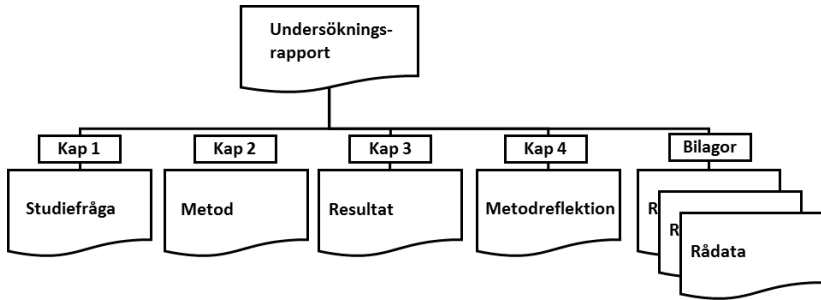 Undersöknings-
rapport
Kap 1
Kap 2
Kap 3
Kap 4
Bilagor
Studiefråga
Metod
Resultat
Metodreflektion
R
R
Rådata